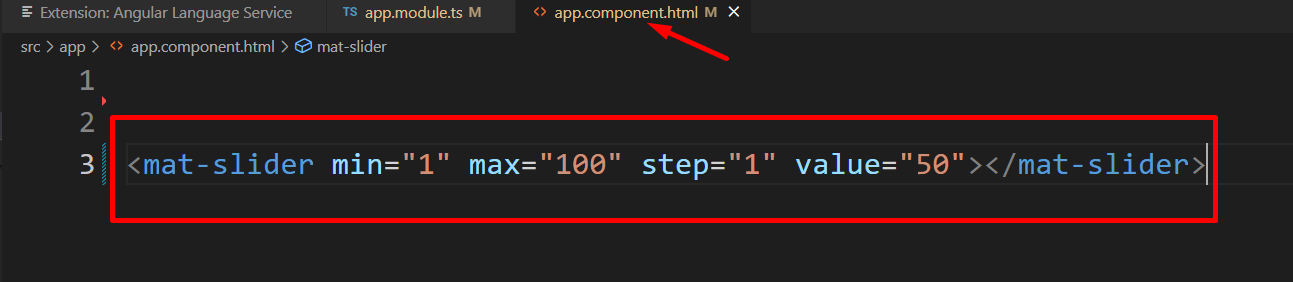 Extension: Angular Language Service TS app.module.ts M <> app.component.html M ×
src > app > <> app.component.html > mat-slider
1
2
3 <mat-slider min="1" max="100" step="1" value="50"></mat-slider>